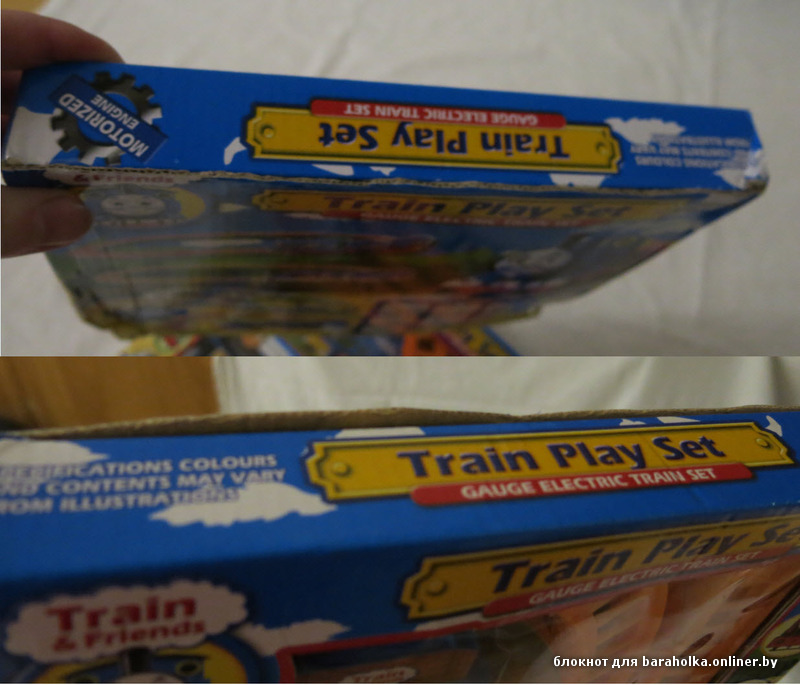 MOTORIZED
ENGINE
GAUGE ELECTRIC TRAIN SET
Train Play Set
& Friends
Train Play Set
SPECIFICATIONS COLOURS
AND CONTENTS MAY VARY
FROM ILLUSTRATIONS
Train Play Set
GAUGE ELECTRIC TRAIN SET
Train Play Set
GAUGE ELECTRIC TRAIN SET
Train
& Friends
Train
блокнот для baraholka.onliner.by